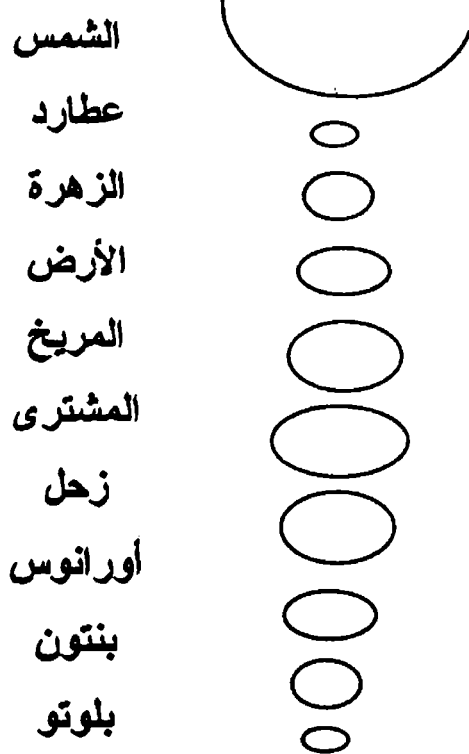 الشمس
عطارد
الزهرة
الأرض
المريخ
المشترى
زحل
أورانوس
بنتون
بلوتو